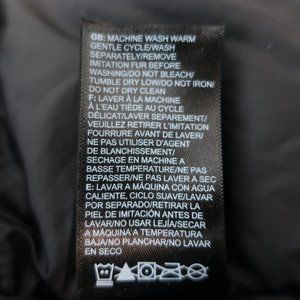 GB: MACHINE WASH WARM
GENTLE CYCLE/WASH
SEPARATELY/REMOVE
IMITATION FUR BEFORE
WASHING/DO NOT BLEACH/
TUMBLE DRY LOW/DO NOT IRON/
DO NOT DRY CLEAN
F: LAVER À LA MACHINE
À L'EAU TIÈDE AU CYCLE
DÉLICAT/LAVER SÉPARÉMENT/
VEUILLEZ RETIRER L'IMITATION
FOURRURE AVANT DE LAVER/
NE PAS UTILISER D'AGENT
DE BLANCHISSEMENT/
SECHAGE EN MACHINE A
BASSE TEMPERATURE/NE PAS
REPASSER/NE PAS LAVER A SEC
E: LAVAR A MÁQUINA CON AGUA
CALIENTE, CICLO SUAVE/LAVAR
POR SEPARADO/RETIRAR LA
PIEL DE IMITACIÓN ANTES DE
LAVAR/NO USAR LEJÍA/SECAR
A MÁQUINA A TEMPERATURA
BAJA/NO PLANCHAR/NO LAVAR
EN SECO